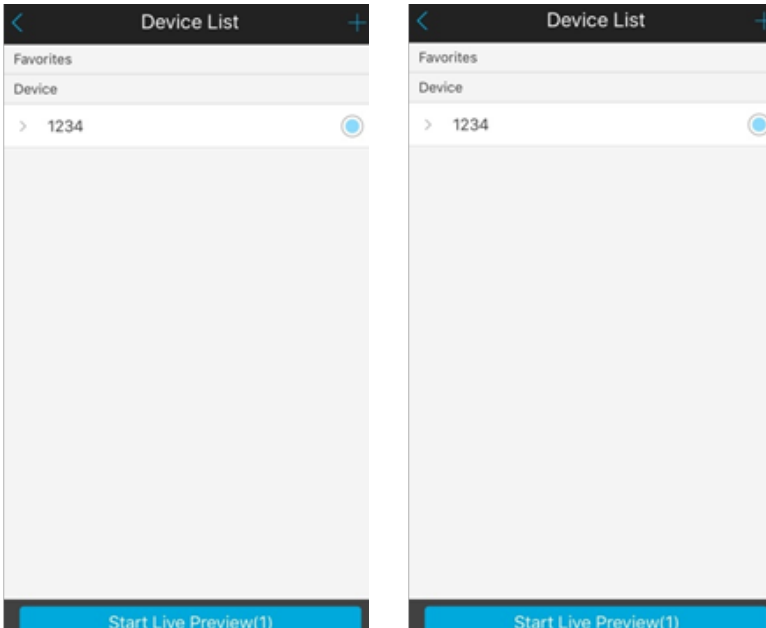 Device List
Favorites
Device
1234
Start Live Preview(1)
Device List
Favorites
Device
1234
Start Live Preview(1)